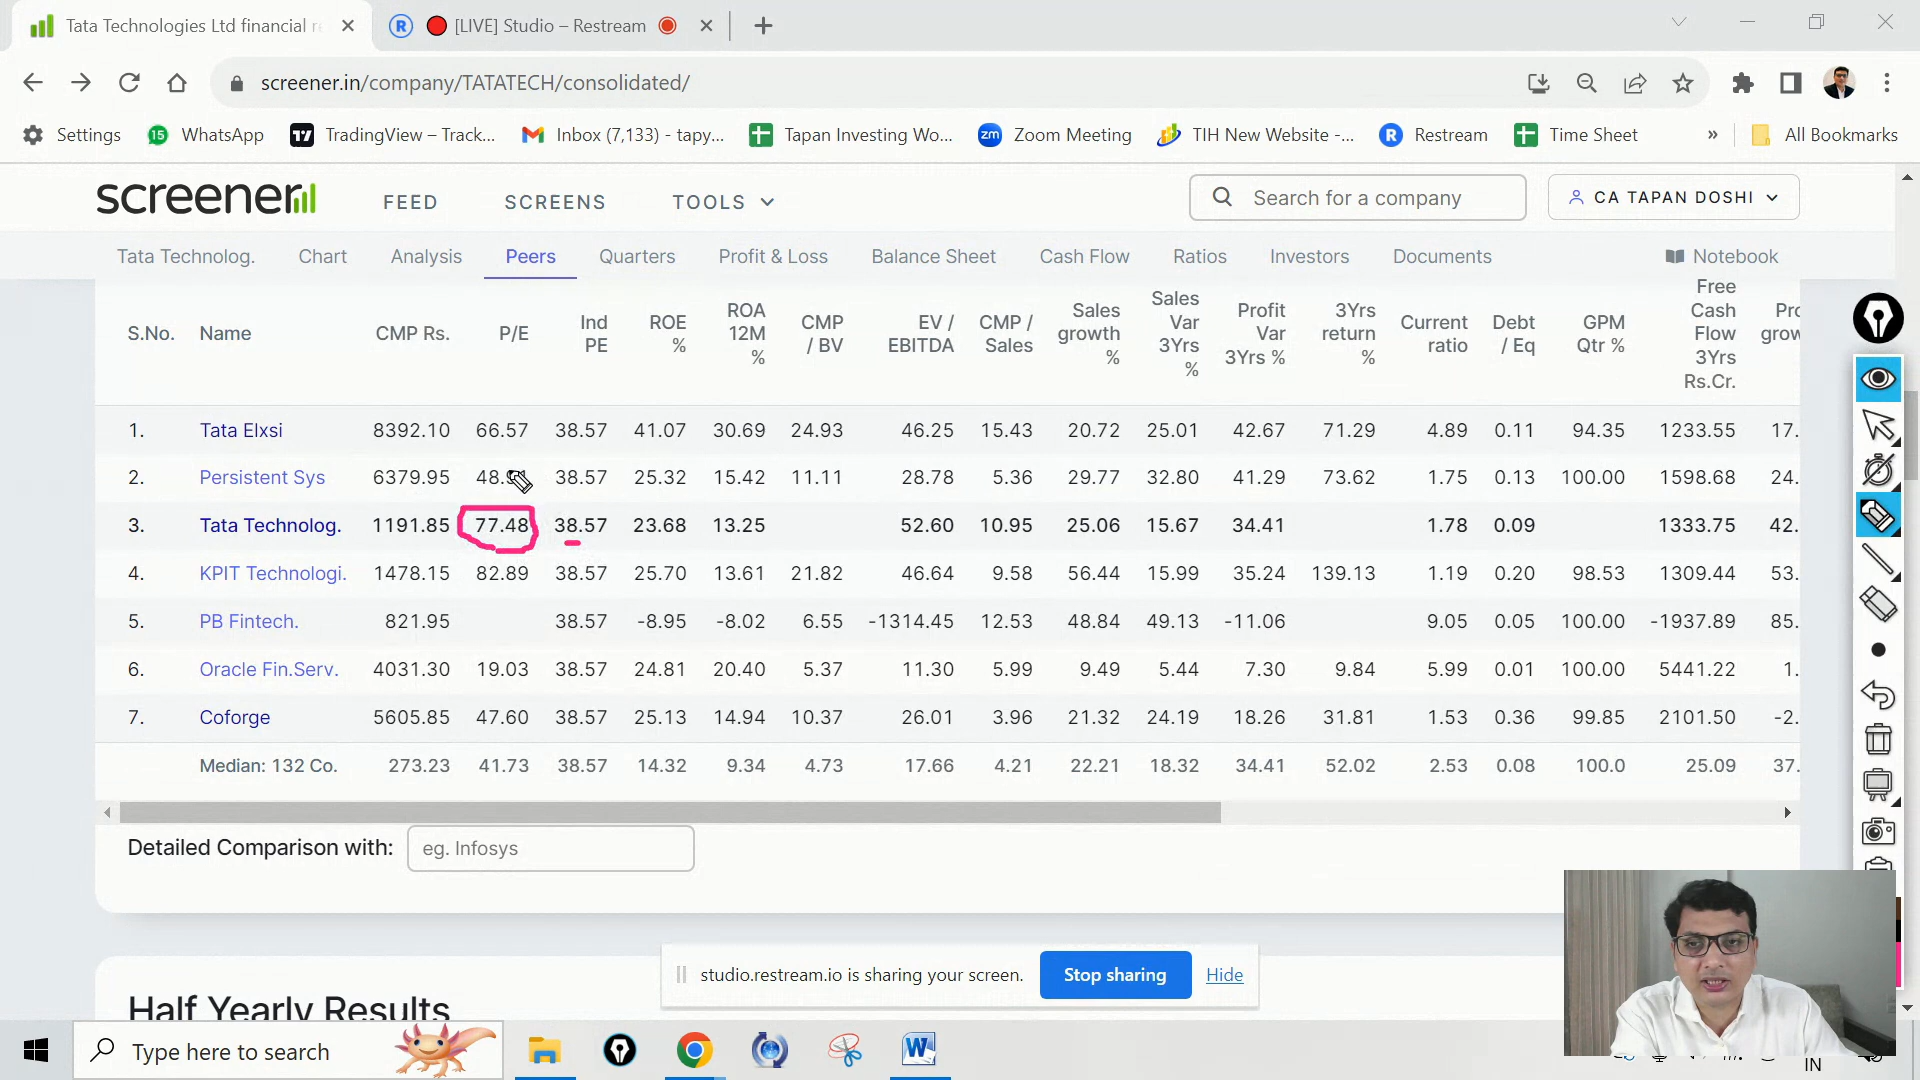 Tata Technologies Ltd financial r
[LIVE] Studio – Restream
screener.in/company/TATATECH/consolidated/
Settings
15 WhatsApp
TradingView – Track...
Inbox (7,133) - tapy...
Tapan Investing Wo...
zm Zoom Meeting
TIH New Website -...
R Restream
Time Sheet
»
All Bookmarks
screener
FEED
SCREENS
TOOLS
Search for a company
CA TAPAN DOSHI
Tata Technolog. Chart Analysis Peers Quarters Profit & Loss Balance Sheet Cash Flow Ratios Investors Documents Notebook
S.No. Name CMP Rs. P/E Ind PE ROE % ROA 12M % CMP / BV EV / EBITDA CMP / Sales Sales growth % Sales Var 3Yrs % Profit Var 3Yrs % 3Yrs return % Current ratio Debt / Eq GPM Qtr % Free Cash Flow 3Yrs Rs.Cr.
1. Tata Elxsi 8392.10 66.57 38.57 41.07 30.69 24.93 46.25 15.43 20.72 25.01 42.67 71.29 4.89 0.11 94.35 1233.55 17.
2. Persistent Sys 6379.95 38.57 25.32 15.42 11.11 28.78 5.36 29.77 32.80 41.29 73.62 1.75 0.13 100.00 1598.68 24.
3. Tata Technolog. 1191.85 77.48 38.57 23.68 13.25 52.60 10.95 25.06 15.67 34.41 1.78 0.09 1333.75 42.
4. KPIT Technologi. 1478.15 82.89 38.57 25.70 13.61 21.82 46.64 9.58 56.44 15.99 35.24 139.13 1.19 0.20 98.53 1309.44 53.
5. PB Fintech. 821.95 38.57 -8.95 -8.02 6.55 -1314.45 12.53 48.84 49.13 -11.06 9.05 0.05 100.00 -1937.89 85.
6. Oracle Fin.Serv. 4031.30 19.03 38.57 24.81 20.40 5.37 11.30 5.99 9.49 5.44 7.30 9.84 5.99 0.01 100.00 5441.22 1.
7. Coforge 5605.85 47.60 38.57 25.13 14.94 10.37 26.01 3.96 21.32 24.19 18.26 31.81 1.53 0.36 99.85 2101.50 -2.
Median: 132 Co. 273.23 41.73 38.57 14.32 9.34 4.73 17.66 4.21 22.21 18.32 34.41 52.02 2.53 0.08 100.0 25.09 37.
Detailed Comparison with: eg. Infosys
Half Yearly Results
studio.restream.io is sharing your screen.
Stop sharing
Hide
Type here to search
IN